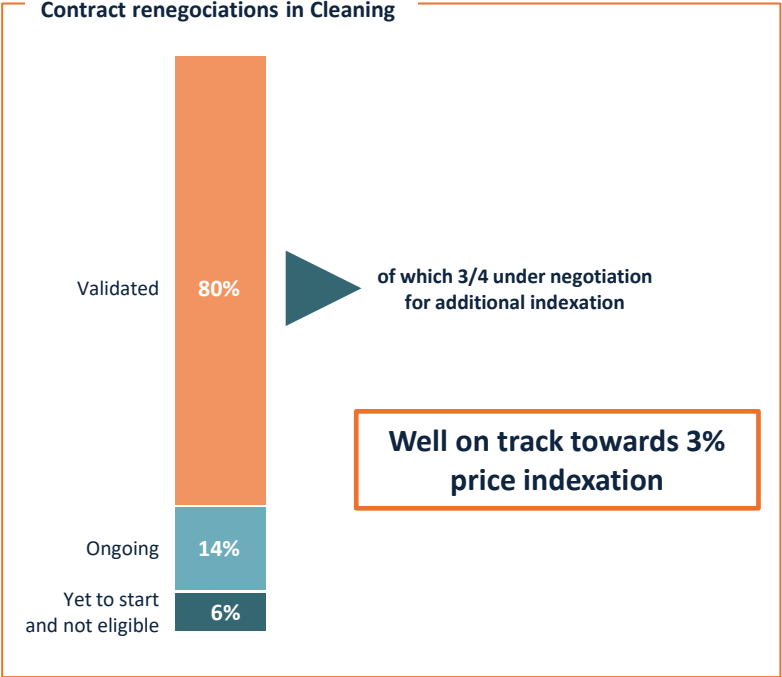 Contract renegociations in Cleaning
Validated
80%
of which 3/4 under negotiation
for additional indexation
Well on track towards 3%
price indexation
Ongoing
14%
Yet to start
and not eligible
6%